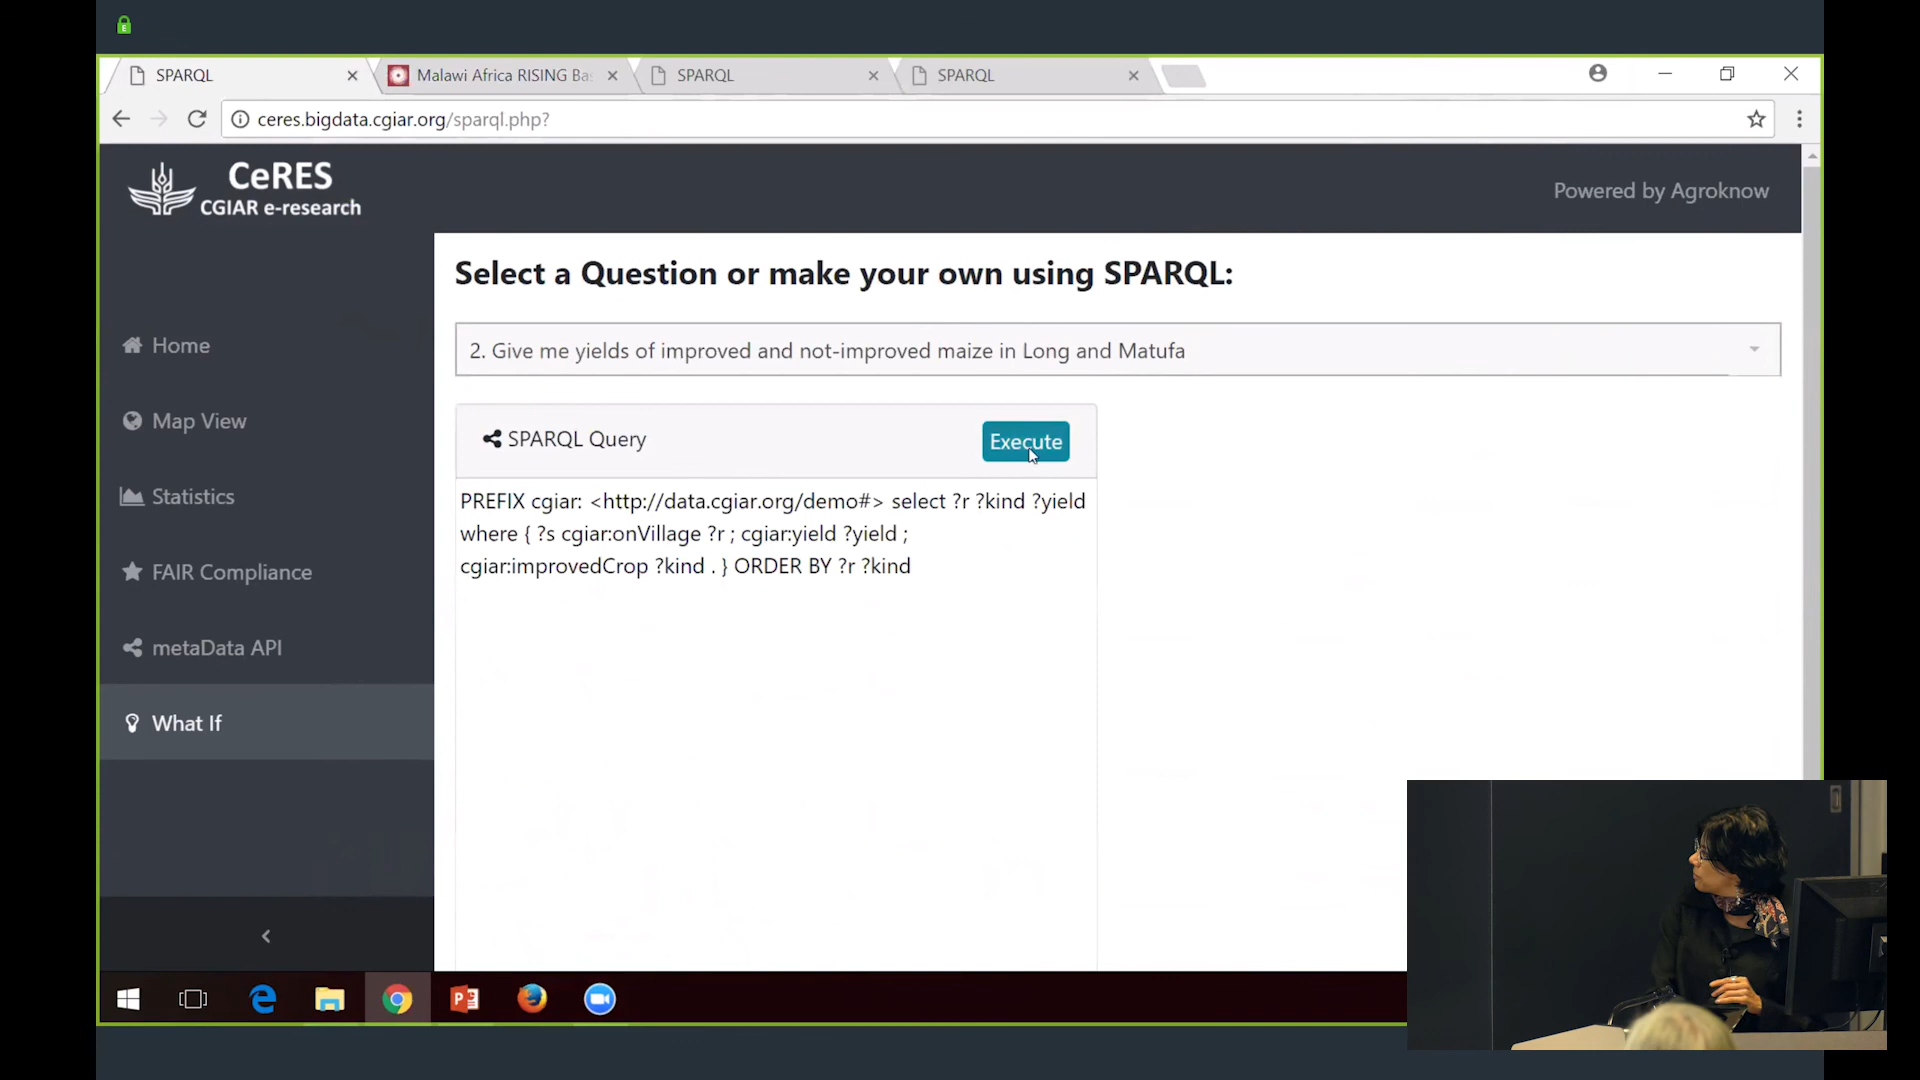 SPARQL
Malawi Africa RISING Ba
SPARQL
SPARQL
ceres.bigdata.cgiar.org/sparql.php?
CeRES
CGIAR e-research
Powered by Agroknow
Select a Question or make your own using SPARQL:
2. Give me yields of improved and not-improved maize in Long and Matufa
Home
Map View
Statistics
FAIR Compliance
metaData API
What If
SPARQL Query
Execute
PREFIX cgiar: <http://data.cgiar.org/demo#> select ?r ?kind ?yield
where { ?s cgiar:onVillage ?r ; cgiar:yield ?yield ;
cgiar:improvedCrop ?kind . } ORDER BY ?r ?kind